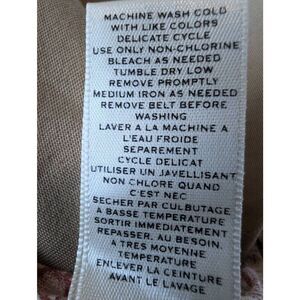 MACHINE WASH COLD
WITH LIKE COLORS
DELICATE CYCLE
USE ONLY NON-CHLORINE
BLEACH AS NEEDED
TUMBLE DRY LOW
REMOVE PROMPTLY
MEDIUM IRON AS NEEDED
REMOVE BELT BEFORE
WASHING
LAVER A LA MACHINE A
L'EAU FROIDE
SEPAREMENT
CYCLE DELICAT
UTILISER UN JAVELLISANT
NON CHLORE QUAND
C'EST NEC
SECHER PAR CULBUTAGE
A BASSE TEMPERATURE
SORTIR IMMEDIATEMENT
REPASSER, AU BESOIN,
A TRES MOYENNE
TEMPERATURE
ENLEVER LA CEINTURE
AVANT LE LAVAGE